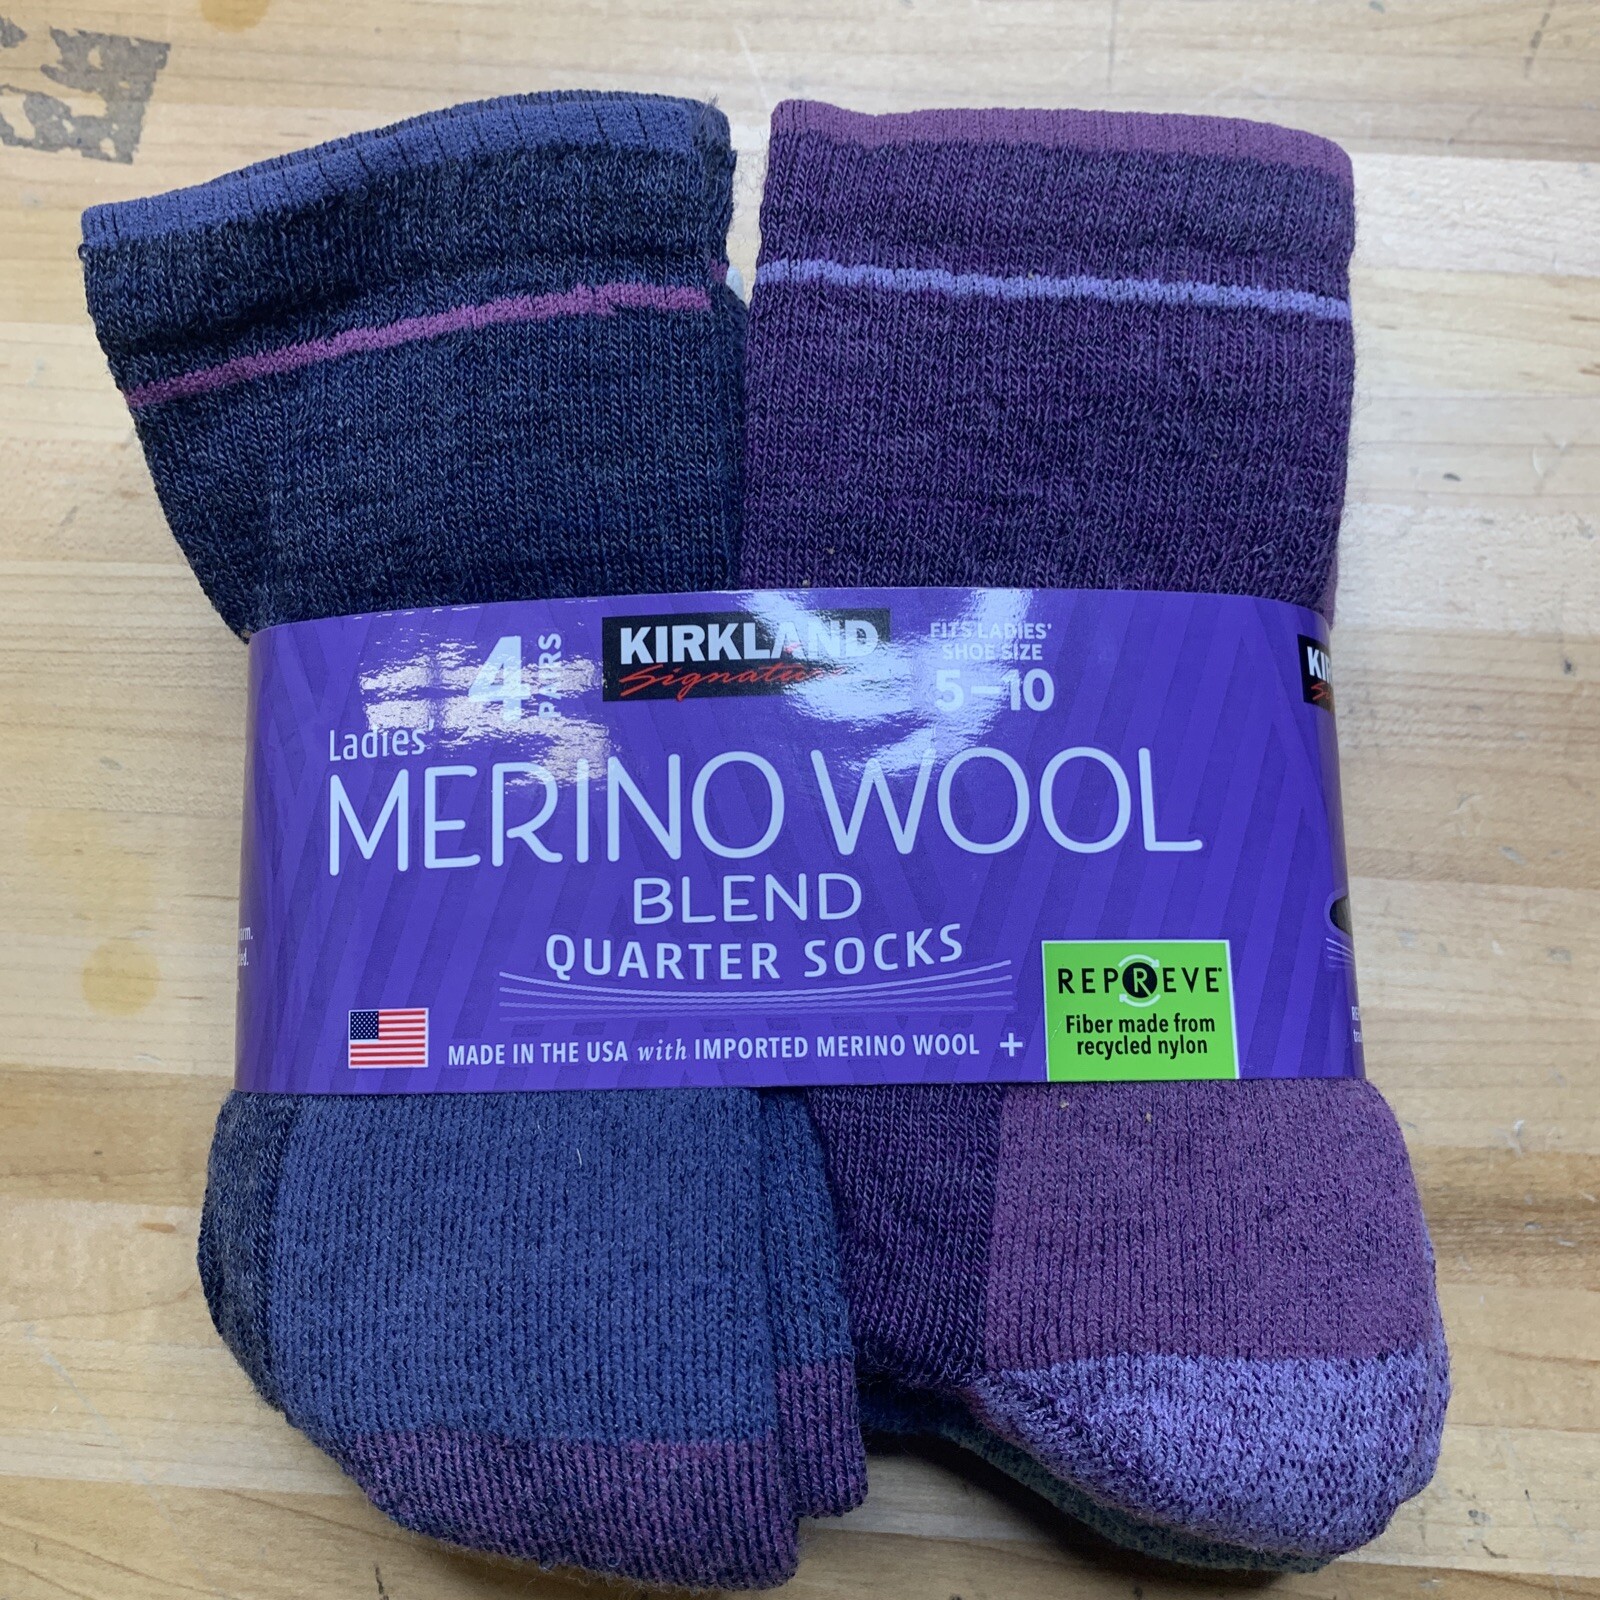 4 PAIRS
KIRKLAND
Signature
FITS LADIES'
SHOE SIZE
5–10
Ladies
MERINO WOOL
BLEND
QUARTER SOCKS
MADE IN THE USA with IMPORTED MERINO WOOL +
REPREVE
Fiber made from
recycled nylon